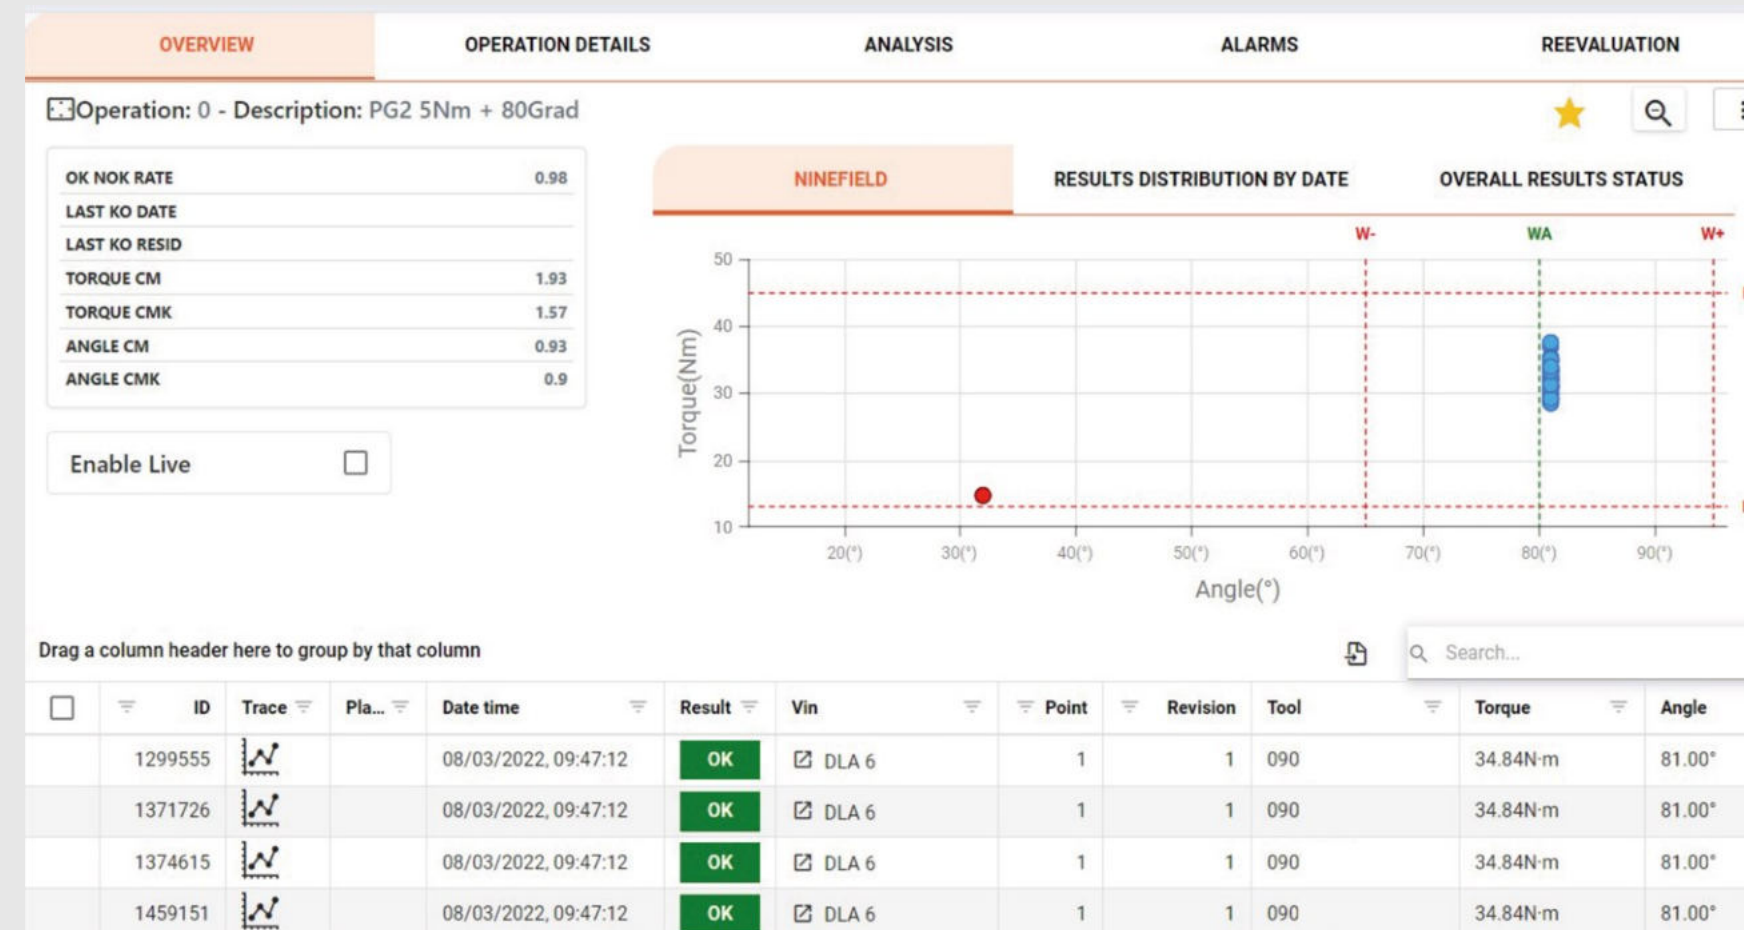 OVERVIEW OPERATION DETAILS ANALYSIS ALARMS REEVALUATION
Operation: 0 - Description: PG2 5Nm + 80Grad
OK NOK RATE 0.98
LAST KO DATE
LAST KO RESID
TORQUE CM 1.93
TORQUE CMK 1.57
ANGLE CM 0.93
ANGLE CMK 0.9
Enable Live
NINEFIELD RESULTS DISTRIBUTION BY DATE OVERALL RESULTS STATUS
W- WA W+
50
40
30
20
10
Torque(Nm)
20(°) 30(°) 40(°) 50(°) 60(°) 70(°) 80(°) 90(°)
Angle(°)
Drag a column header here to group by that column
Search...
ID Trace Pla... Date time Result Vin Point Revision Tool Torque Angle
1299555 08/03/2022, 09:47:12 OK DLA 6 1 1 090 34.84N·m 81.00°
1371726 08/03/2022, 09:47:12 OK DLA 6 1 1 090 34.84N·m 81.00°
1374615 08/03/2022, 09:47:12 OK DLA 6 1 1 090 34.84N·m 81.00°
1459151 08/03/2022, 09:47:12 OK DLA 6 1 1 090 34.84N·m 81.00°